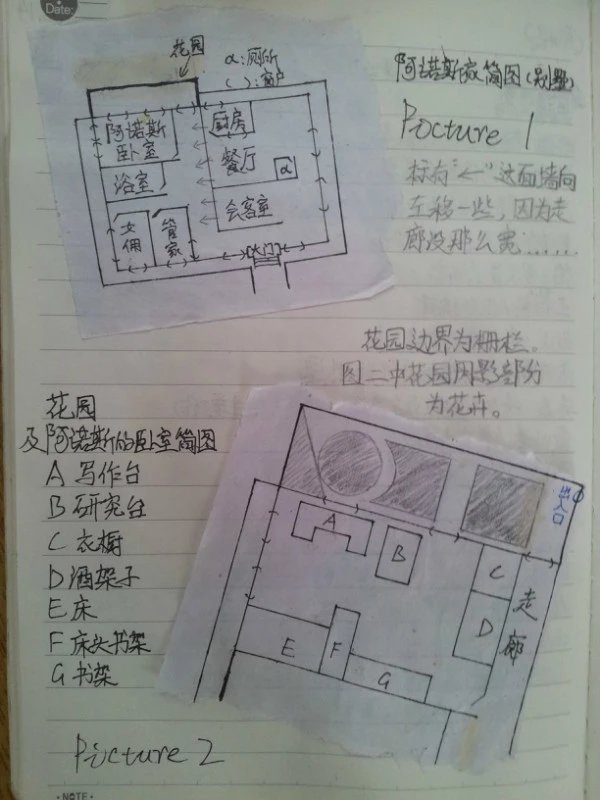 Date:
花园
α:厕所
( ):窗户
阿诺斯
卧室
浴室
女佣
管家
厨房
餐厅
α
会客室
大门
阿诺斯家简图(别墅)
Picture 1
标有"←"这面墙向
左移一些，因为走
廊没那么宽……
花园边界为栅栏。
图二中花园阴影部分
为花卉。
花园
及阿诺斯的卧室简图
A 写作台
B 研究台
C 衣橱
D 酒架子
E 床
F 床头书架
G 书架
Picture 2
出入口
A
B
C
D
E
F
G
走廊
·NOTE·